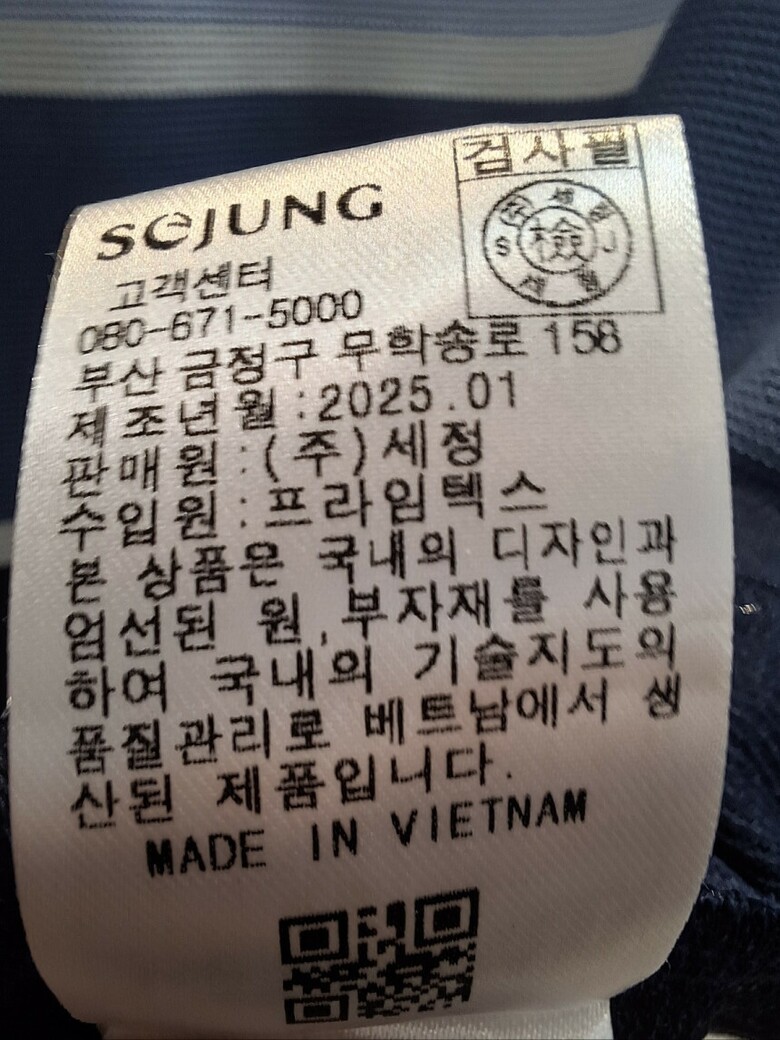 검사필
SEJUNG
(주)세정
S 檢 J
고객센터
080-671-5000
부산 금정구 무학송로 158
제조년월:2025.01
판매원:(주)세정
수입원:프라임텍스
본 상품은 국내의 디자인과
엄선된 원,부자재를 사용
하여 국내의 기술지도의
품질관리로 베트남에서 생
산된 제품입니다.
MADE IN VIETNAM